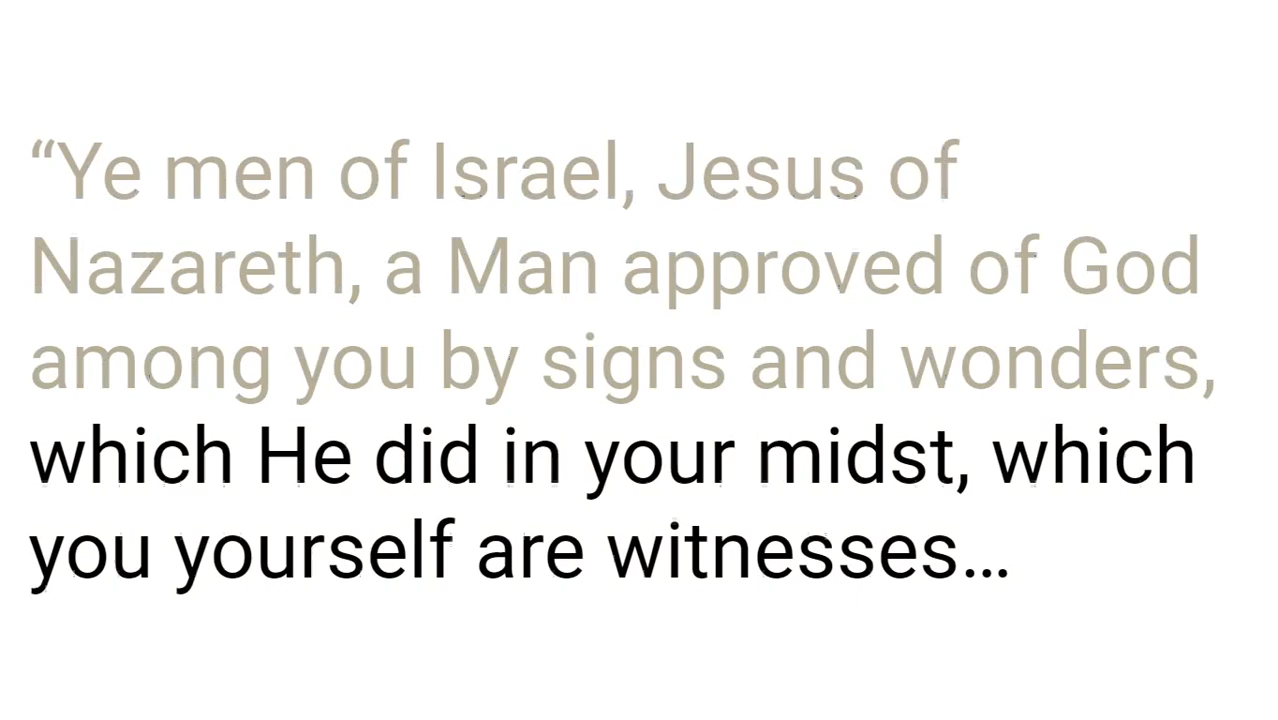 “Ye men of Israel, Jesus of
Nazareth, a Man approved of God
among you by signs and wonders,
which He did in your midst, which
you yourself are witnesses…